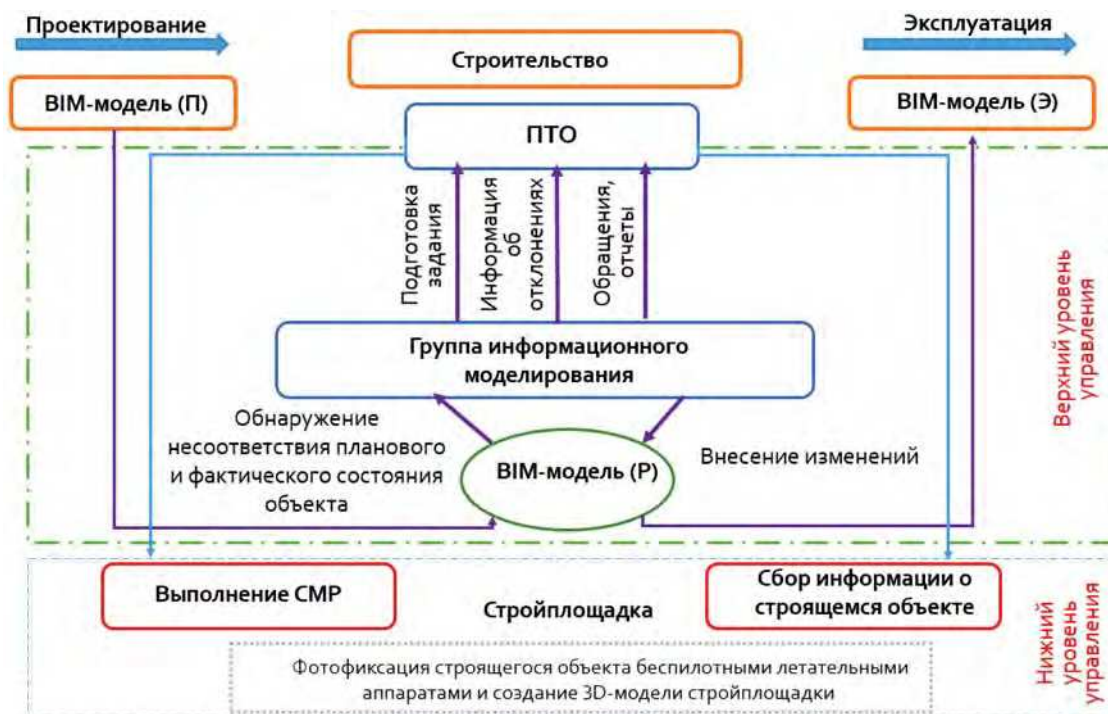 Проектирование
Эксплуатация
Строительство
BIM-модель (П)
BIM-модель (Э)
ПТО
Подготовка
задания
Информация
об
отклонениях
Обращения,
отчеты
Верхний уровень
управления
Группа информационного
моделирования
Обнаружение
несоответствия планового
и фактического состояния
объекта
BIM-модель (Р)
Внесение изменений
Выполнение СМР
Стройплощадка
Сбор информации о
строящемся объекте
Нижний
уровень
управления
Фотофиксация строящегося объекта беспилотными летательными
аппаратами и создание 3D-модели стройплощадки